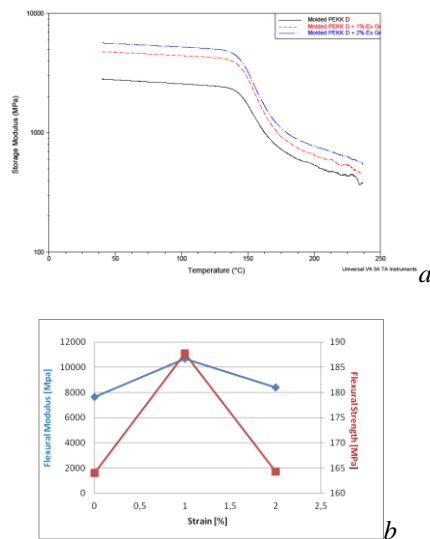 10000
Molded PEKK D
Molded PEKK D + 1% Ex Gr
Molded PEKK D + 2% Ex Gr
Storage Modulus (MPa)
1000
100
0
50
100
150
200
250
Temperature (°C)
Universal V4.3A TA Instruments
a
12000
10000
8000
6000
4000
2000
0
Flexural Modulus [Mpa]
190
185
180
175
170
165
160
Flexural Strength [MPa]
0
0,5
1
1,5
2
2,5
Strain [%]
b